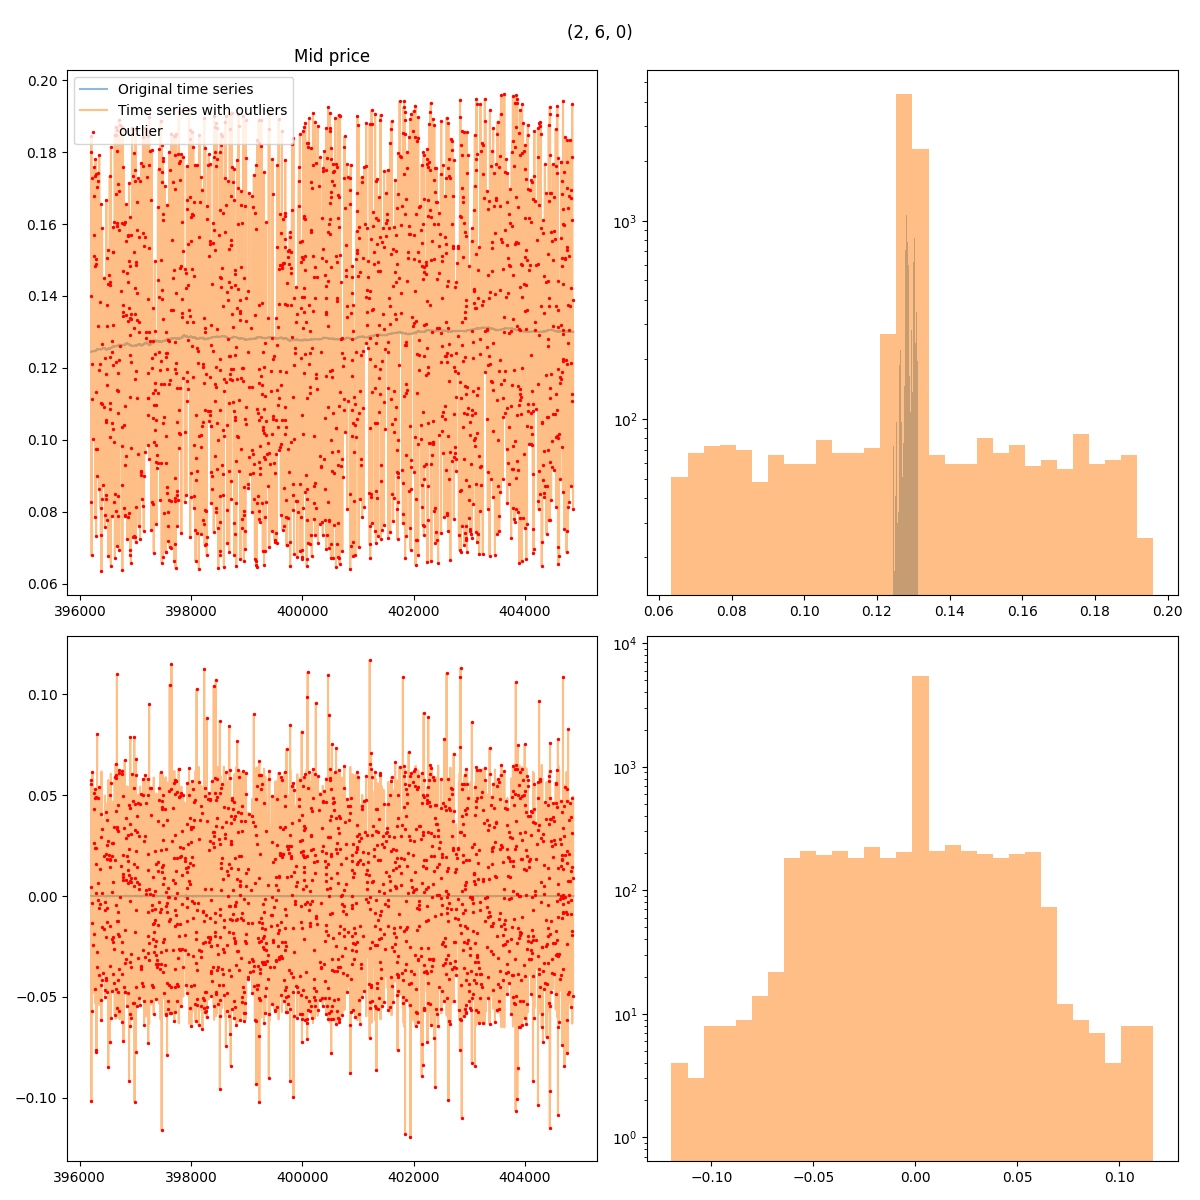 (2, 6, 0)
Mid price
Original time series
Time series with outliers
outlier
0.20
0.18
0.16
0.14
0.12
0.10
0.08
0.06
396000 398000 400000 402000 404000
10³
10²
0.06 0.08 0.10 0.12 0.14 0.16 0.18 0.20
0.10
0.05
0.00
−0.05
−0.10
396000 398000 400000 402000 404000
10⁴
10³
10²
10¹
10⁰
−0.10 −0.05 0.00 0.05 0.10